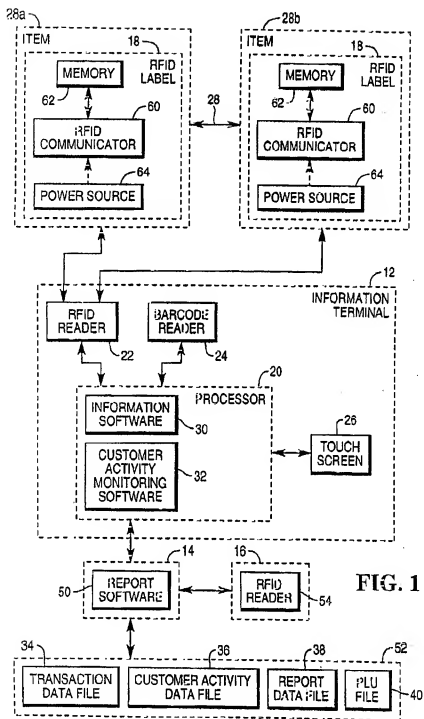 28a
28b
ITEM 18
ITEM 18
RFID LABEL
RFID LABEL
MEMORY
MEMORY
62 60
62 60
28
RFID COMMUNICATOR
RFID COMMUNICATOR
64
64
POWER SOURCE
POWER SOURCE
12
INFORMATION TERMINAL
RFID READER
BARCODE READER
22
24
20
PROCESSOR
INFORMATION SOFTWARE
30
26
CUSTOMER ACTIVITY MONITORING SOFTWARE
32
TOUCH SCREEN
14
16
50
REPORT SOFTWARE
RFID READER
54
FIG. 1
34
36
38
52
TRANSACTION DATA FILE
CUSTOMER ACTIVITY DATA FILE
REPORT DATA FILE
PLU FILE
40